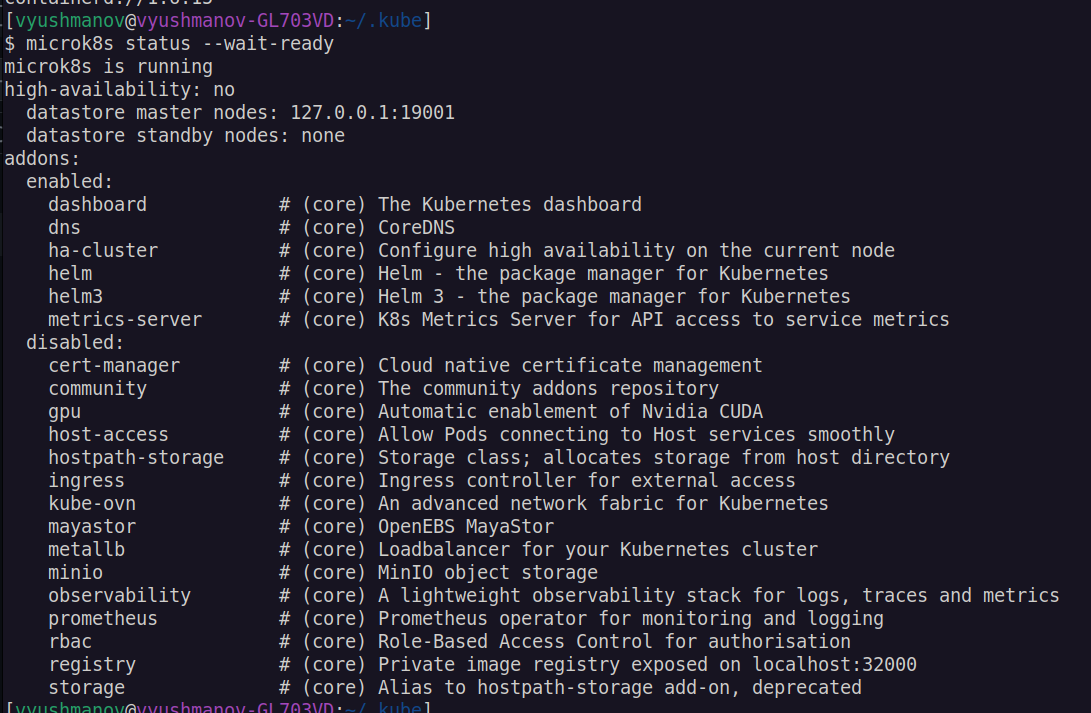 containerd://1.6.15
[vyushmanov@vyushmanov-GL703VD:~/.kube]
$ microk8s status --wait-ready
microk8s is running
high-availability: no
  datastore master nodes: 127.0.0.1:19001
  datastore standby nodes: none
addons:
  enabled:
    dashboard            # (core) The Kubernetes dashboard
    dns                  # (core) CoreDNS
    ha-cluster           # (core) Configure high availability on the current node
    helm                 # (core) Helm - the package manager for Kubernetes
    helm3                # (core) Helm 3 - the package manager for Kubernetes
    metrics-server       # (core) K8s Metrics Server for API access to service metrics
  disabled:
    cert-manager         # (core) Cloud native certificate management
    community            # (core) The community addons repository
    gpu                  # (core) Automatic enablement of Nvidia CUDA
    host-access          # (core) Allow Pods connecting to Host services smoothly
    hostpath-storage     # (core) Storage class; allocates storage from host directory
    ingress              # (core) Ingress controller for external access
    kube-ovn             # (core) An advanced network fabric for Kubernetes
    mayastor             # (core) OpenEBS MayaStor
    metallb              # (core) Loadbalancer for your Kubernetes cluster
    minio                # (core) MinIO object storage
    observability        # (core) A lightweight observability stack for logs, traces and metrics
    prometheus           # (core) Prometheus operator for monitoring and logging
    rbac                 # (core) Role-Based Access Control for authorisation
    registry             # (core) Private image registry exposed on localhost:32000
    storage              # (core) Alias to hostpath-storage add-on, deprecated
[vyushmanov@vyushmanov-GL703VD:~/.kube]